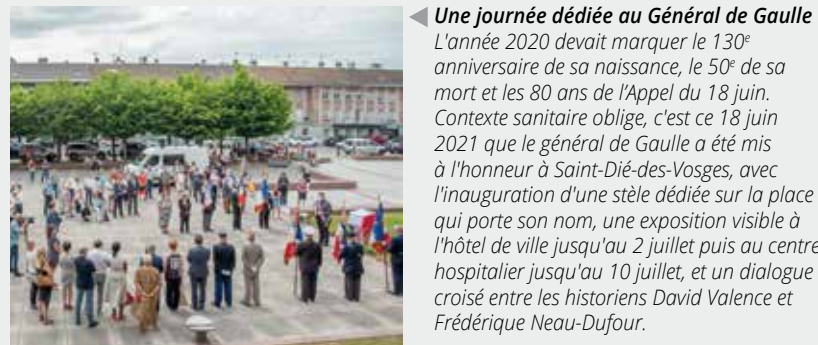 Une journée dédiée au Général de Gaulle
L'année 2020 devait marquer le 130e
anniversaire de sa naissance, le 50e de sa
mort et les 80 ans de l’Appel du 18 juin.
Contexte sanitaire oblige, c'est ce 18 juin
2021 que le général de Gaulle a été mis
à l'honneur à Saint-Dié-des-Vosges, avec
l'inauguration d'une stèle dédiée sur la place
qui porte son nom, une exposition visible à
l'hôtel de ville jusqu'au 2 juillet puis au centre
hospitalier jusqu'au 10 juillet, et un dialogue
croisé entre les historiens David Valence et
Frédérique Neau-Dufour.